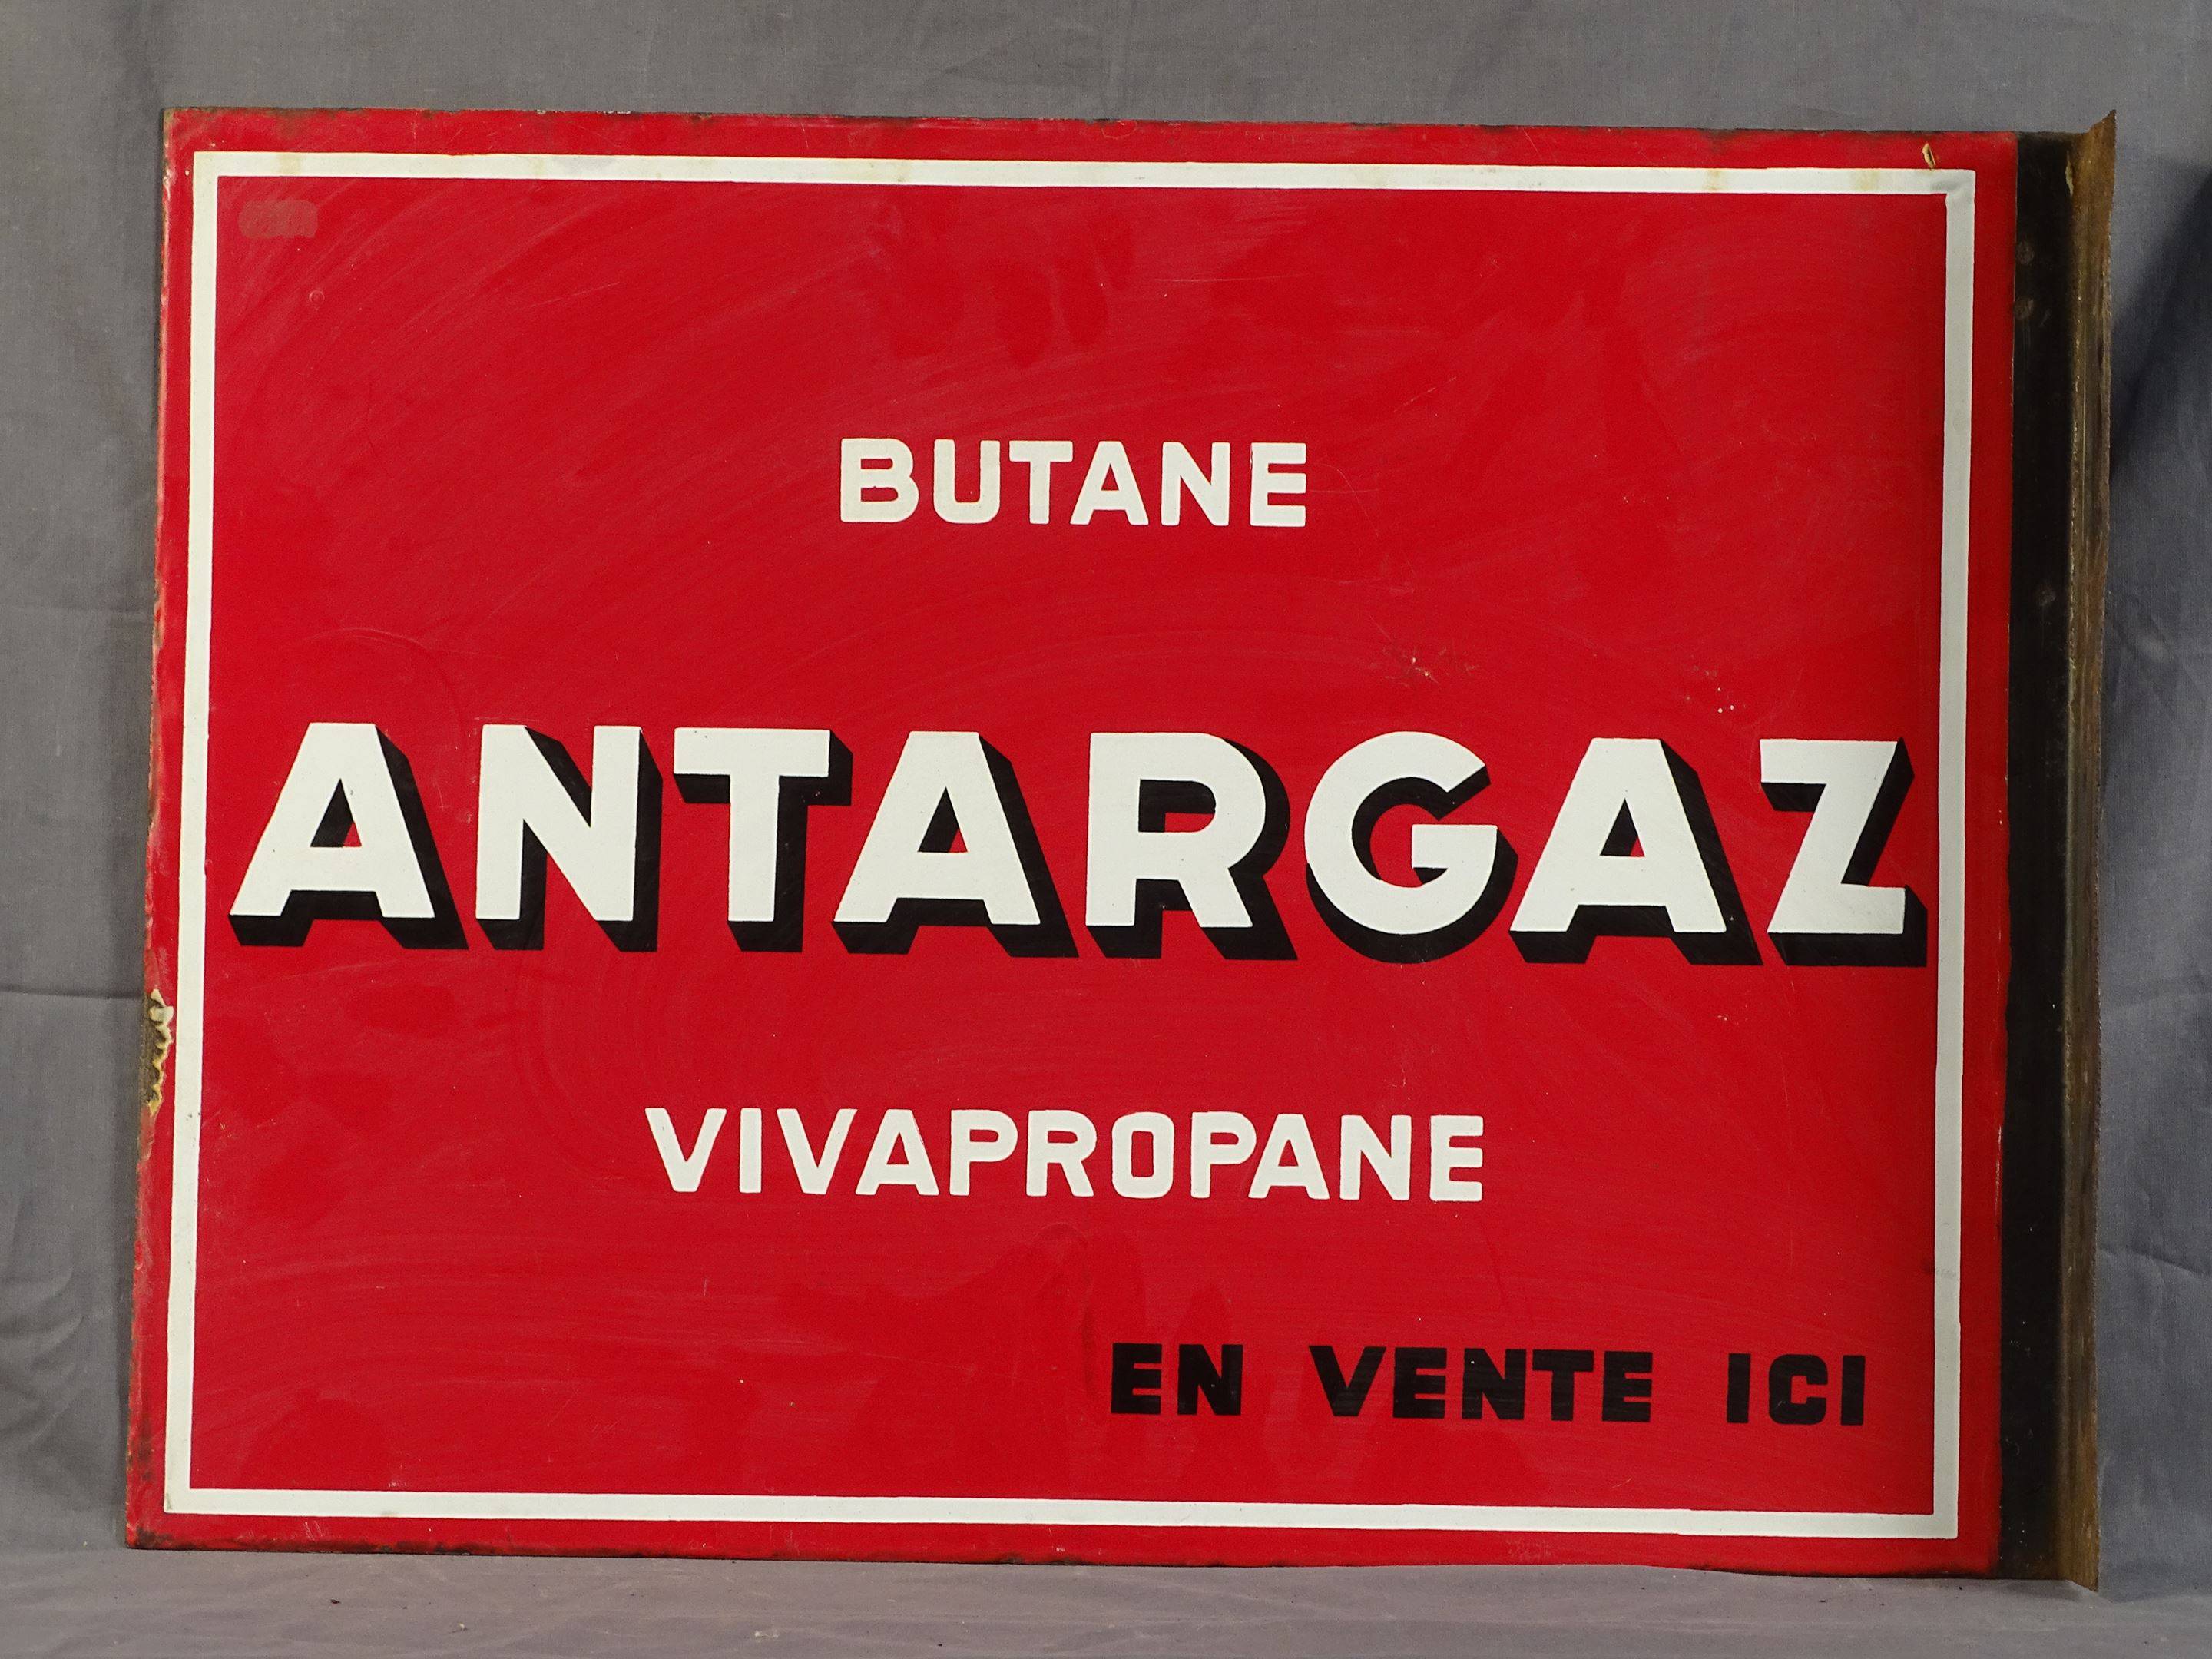 BUTANE
ANTARGAZ
VIVAPROPANE
EN VENTE ICI